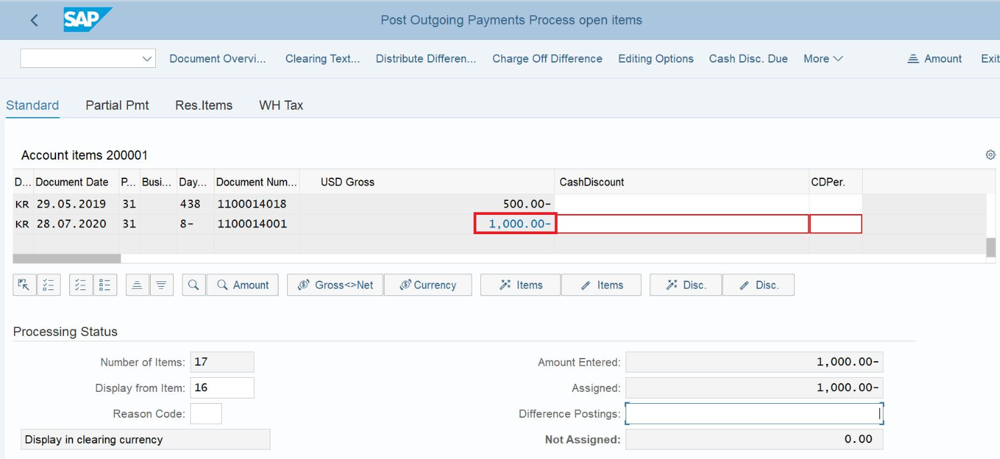 SAP
Post Outgoing Payments Process open items
Document Overvi... Clearing Text... Distribute Differen... Charge Off Difference Editing Options Cash Disc. Due More Amount Exit
Standard Partial Pmt Res.Items WH Tax
Account items 200001
D... Document Date P... Busi... Day... Document Num... USD Gross CashDiscount CDPer.
KR 29.05.2019 31 438 1100014018 500.00-
KR 28.07.2020 31 8- 1100014001 1,000.00-
Amount Gross<>Net Currency Items Items Disc. Disc.
Processing Status
Number of Items: 17 Amount Entered: 1,000.00-
Display from Item: 16 Assigned: 1,000.00-
Reason Code: Difference Postings:
Display in clearing currency Not Assigned: 0.00